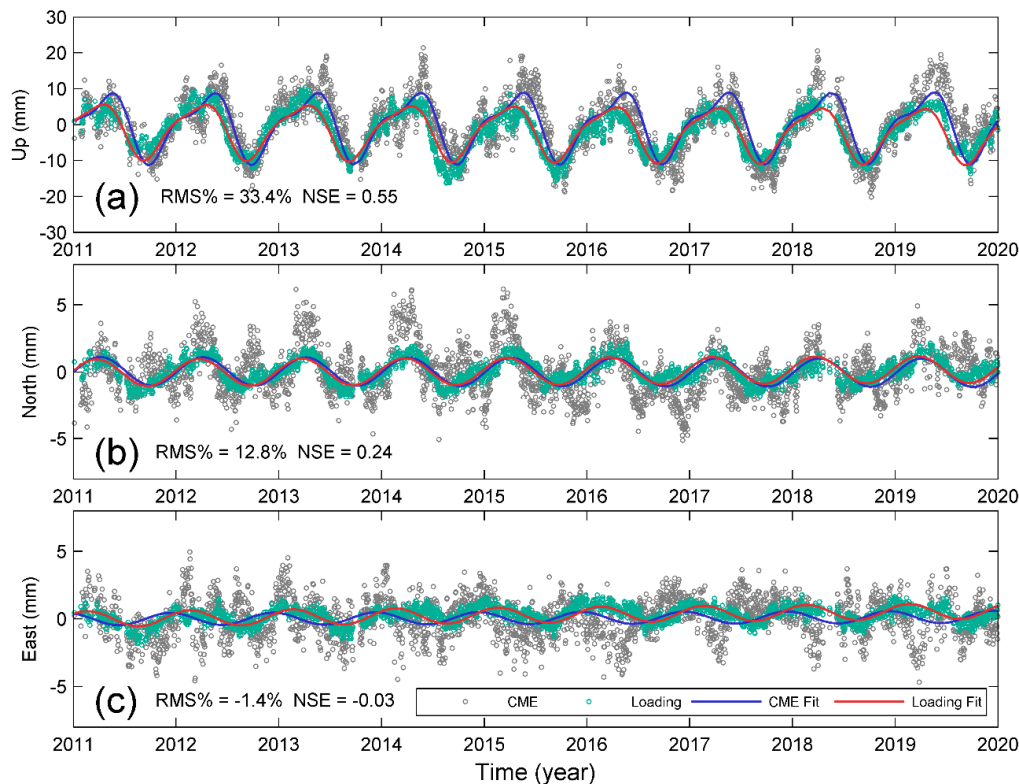 30
20
10
0
-10
-20
-30
Up (mm)
(a) RMS% = 33.4% NSE = 0.55
2011 2012 2013 2014 2015 2016 2017 2018 2019 2020
5
0
-5
North (mm)
(b) RMS% = 12.8% NSE = 0.24
2011 2012 2013 2014 2015 2016 2017 2018 2019 2020
5
0
-5
East (mm)
(c) RMS% = -1.4% NSE = -0.03
CME Loading CME Fit Loading Fit
2011 2012 2013 2014 2015 2016 2017 2018 2019 2020
Time (year)